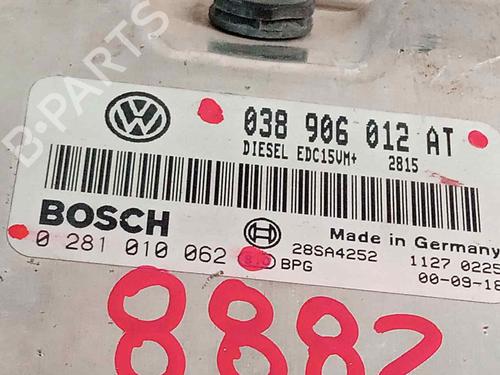 B-PARTS
038 906 012 AT
DIESEL EDC15VM+ 2815
BOSCH
Made in Germany
0 281 010 062
28SA4252
1127 0225
BPG
00-09-18
8882